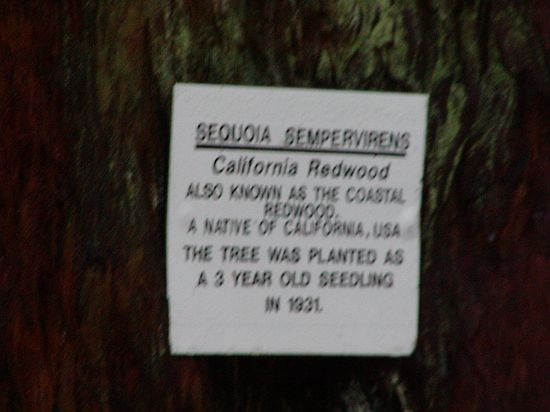 SEQUOIA SEMPERVIRENS
California Redwood
ALSO KNOWN AS THE COASTAL
REDWOOD.
A NATIVE OF CALIFORNIA, USA
THE TREE WAS PLANTED AS
A 3 YEAR OLD SEEDLING
IN 1931.